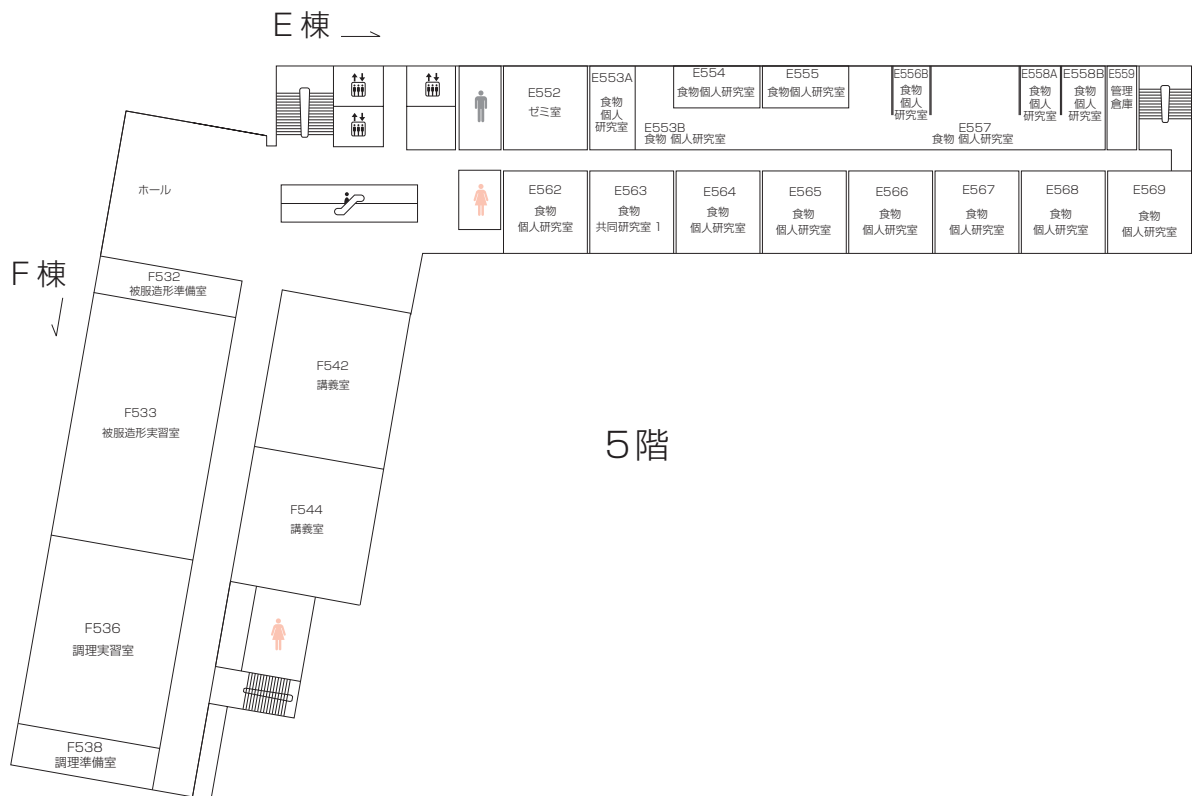 E棟
E552
ゼミ室
E553A
食物
個人
研究室
E553B
食物 個人研究室
E554
食物個人研究室
E555
食物個人研究室
E556B
食物
個人
研究室
E557
食物 個人研究室
E558A
食物
個人
研究室
E558B
食物
個人
研究室
E559
管理
倉庫
ホール
E562
食物
個人研究室
E563
食物
共同研究室 1
E564
食物
個人研究室
E565
食物
個人研究室
E566
食物
個人研究室
E567
食物
個人研究室
E568
食物
個人研究室
E569
食物
個人研究室
F棟
F532
被服造形準備室
F533
被服造形実習室
F542
講義室
F544
講義室
5階
F536
調理実習室
F538
調理準備室